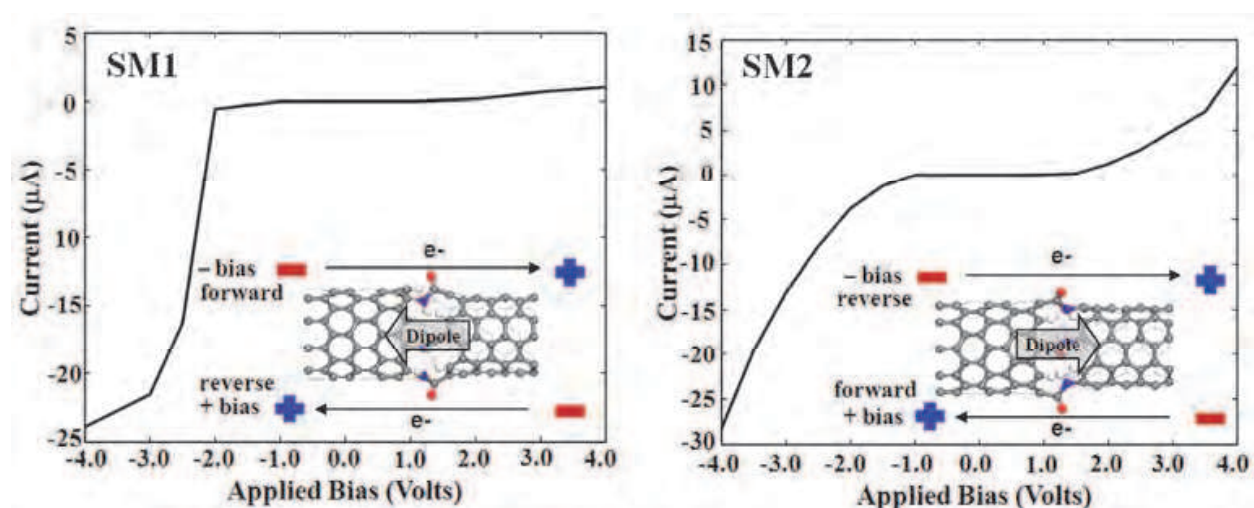 SM1
Current (μA)
5
0
-5
10
-15
-20
-25
-4.0 -3.0 -2.0 -1.0 0.0 1.0 2.0 3.0 4.0
Applied Bias (Volts)
e-
– bias
forward
Dipole
reverse
+ bias
e-
SM2
Current (μA)
15
10
5
0
-5
-10
-15
-20
-25
-30
-4.0 -3.0 -2.0 -1.0 0.0 1.0 2.0 3.0 4.0
Applied Bias (Volts)
e-
– bias
reverse
Dipole
forward
+ bias
e-